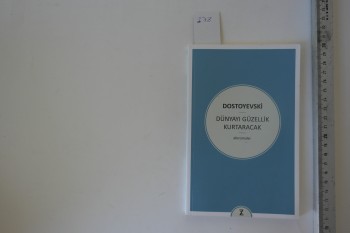 DOSTOYEVSKİ
DÜNYAYI GÜZELLİK
KURTARACAK
Z